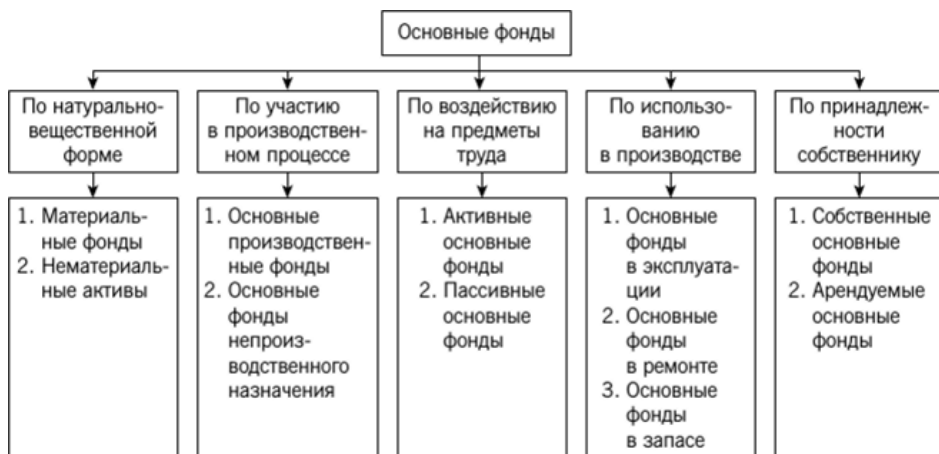 Основные фонды
По натурально-
вещественной
форме
По участию
в производствен-
ном процессе
По воздействию
на предметы
труда
По использо-
ванию
в производстве
По принадлеж-
ности
собственнику
1. Материаль-
ные фонды
2. Нематериаль-
ные активы
1. Основные
производствен-
ные фонды
2. Основные
фонды
непроиз-
водственного
назначения
1. Активные
основные
фонды
2. Пассивные
основные
фонды
1. Основные
фонды
в эксплуата-
ции
2. Основные
фонды
в ремонте
3. Основные
фонды
в запасе
1. Собственные
основные
фонды
2. Арендуемые
основные
фонды